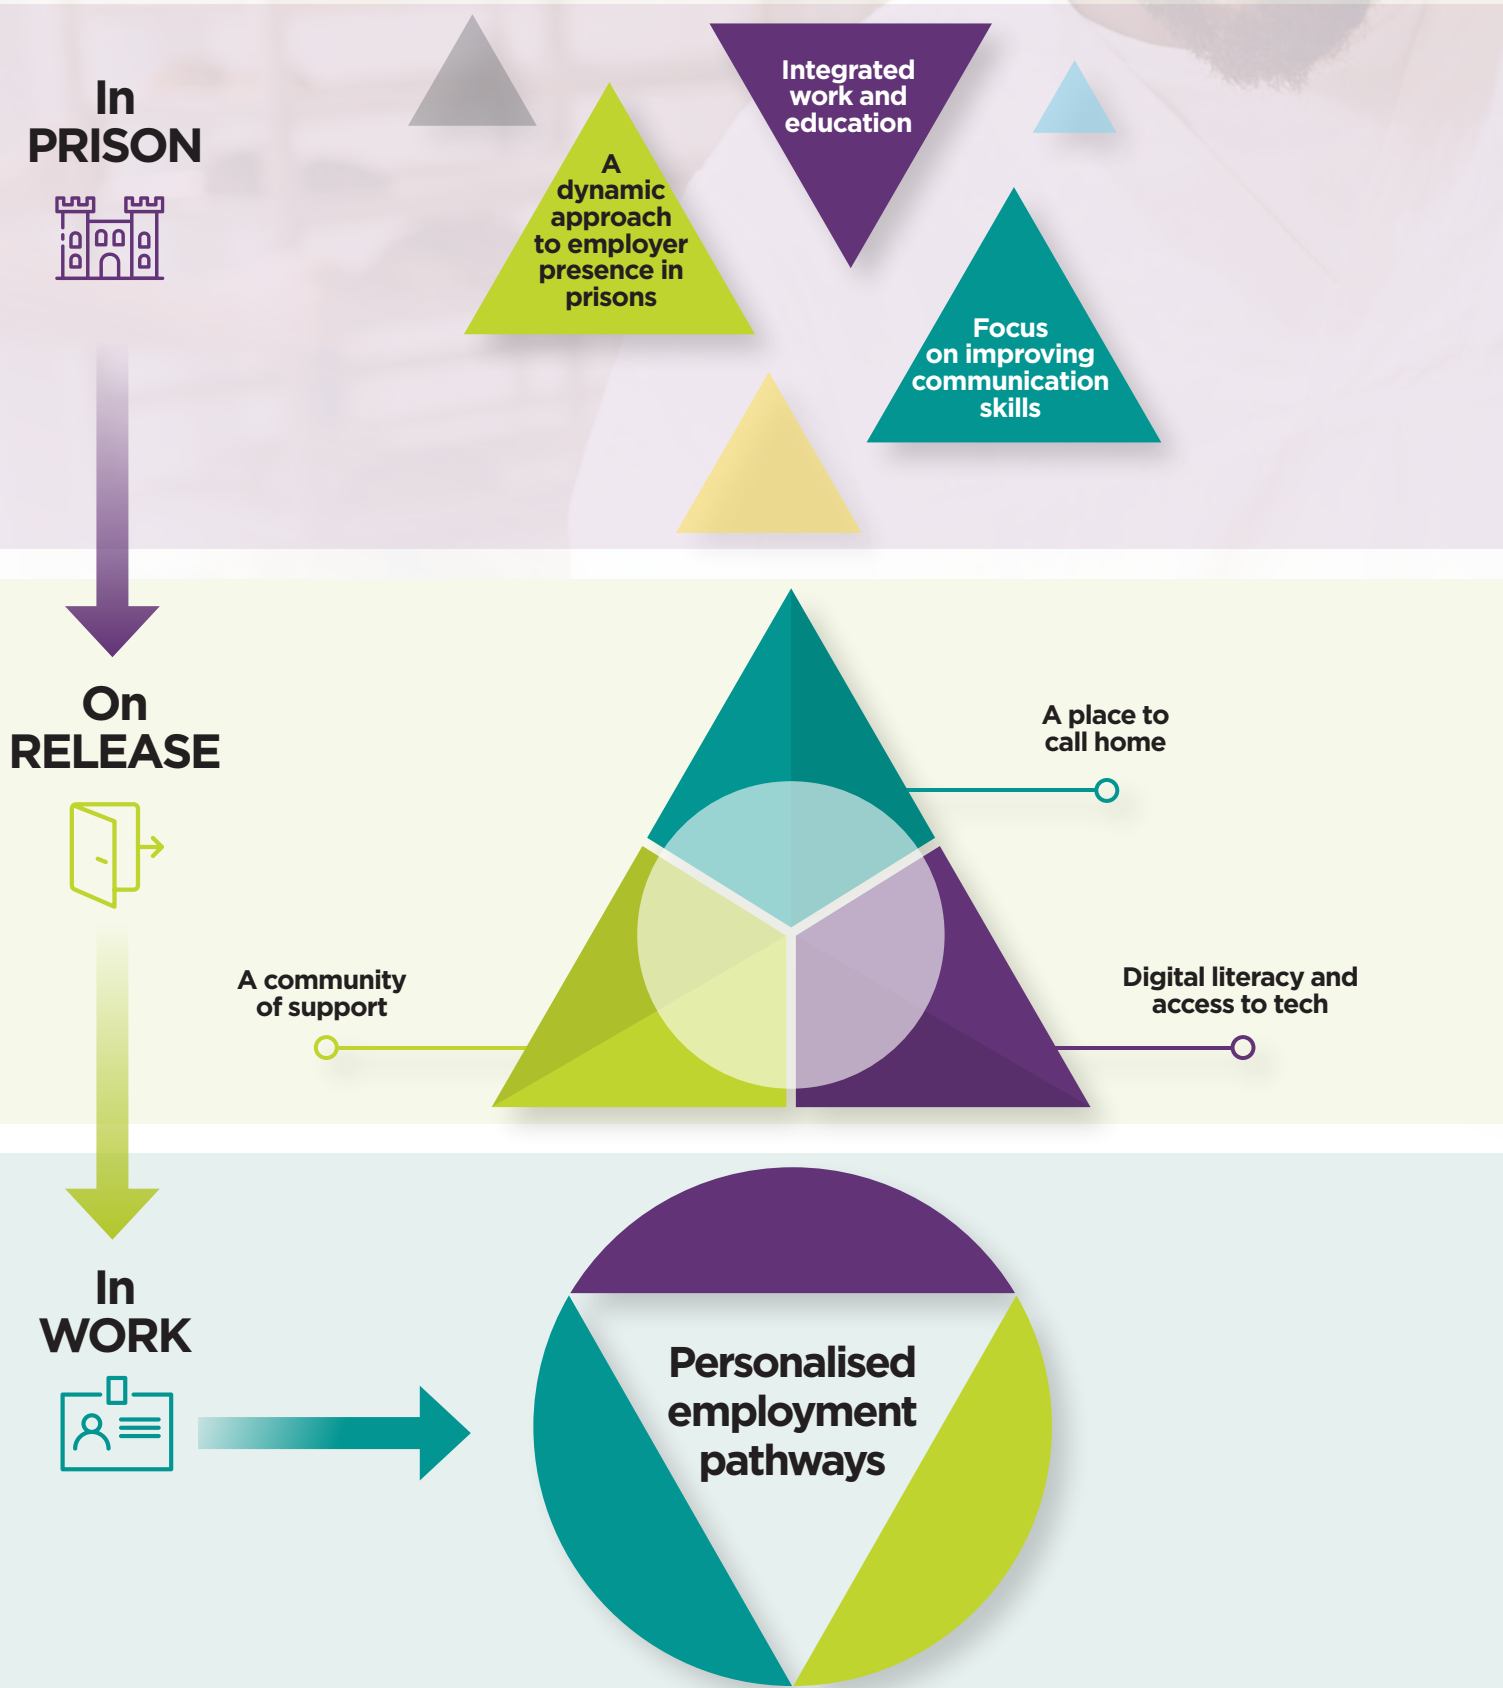 In
PRISON
Integrated
work and
education
A
dynamic
approach
to employer
presence in
prisons
Focus
on improving
communication
skills
On
RELEASE
A place to
call home
A community
of support
Digital literacy and
access to tech
In
WORK
Personalised
employment
pathways